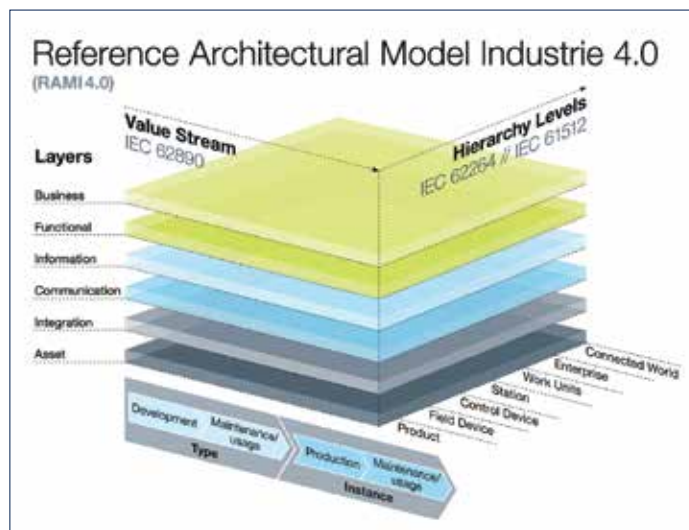 Reference Architectural Model Industrie 4.0
(RAMI 4.0)
Value Stream
IEC 62890
Hierarchy Levels
IEC 62264 // IEC 61512
Layers
Business
Functional
Information
Communication
Integration
Asset
Connected World
Enterprise
Work Units
Station
Control Device
Field Device
Product
Development
Maintenance/
usage
Type
Production
Maintenance/
usage
Instance